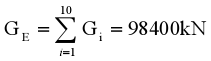 G_E = \sum_{i=1}^{10} G_i = 98400kN